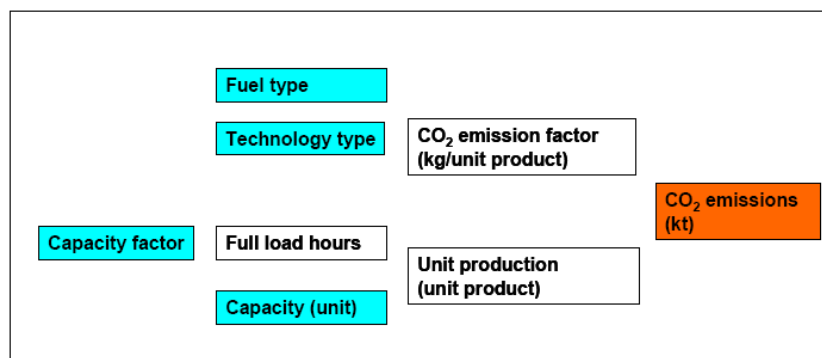 Fuel type
Technology type
CO₂ emission factor
(kg/unit product)
CO₂ emissions
(kt)
Capacity factor
Full load hours
Unit production
(unit product)
Capacity (unit)